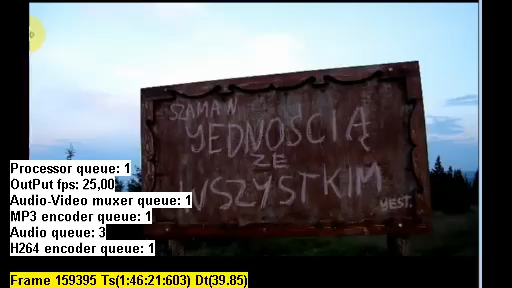 SZAMAN
YEDNOŚCIĄ
ZE
WSZYSTKIM
YEST.
Processor queue: 1
OutPut fps: 25,00
Audio-Video muxer queue: 1
MP3 encoder queue: 1
Audio queue: 3
H264 encoder queue: 1
Frame 159395 Ts(1:46:21:603) Dt(39.85)